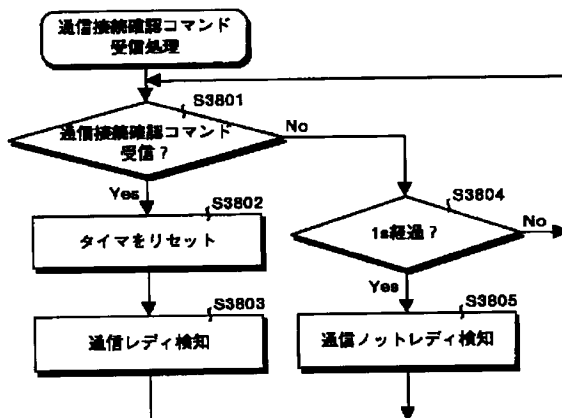 通信接続確認コマンド
受信処理
S3801
通信接続確認コマンド
受信？
No
Yes
S3802
タイマをリセット
S3804
1s経過？
No
Yes
S3803
通信レディ検知
S3805
通信ノットレディ検知